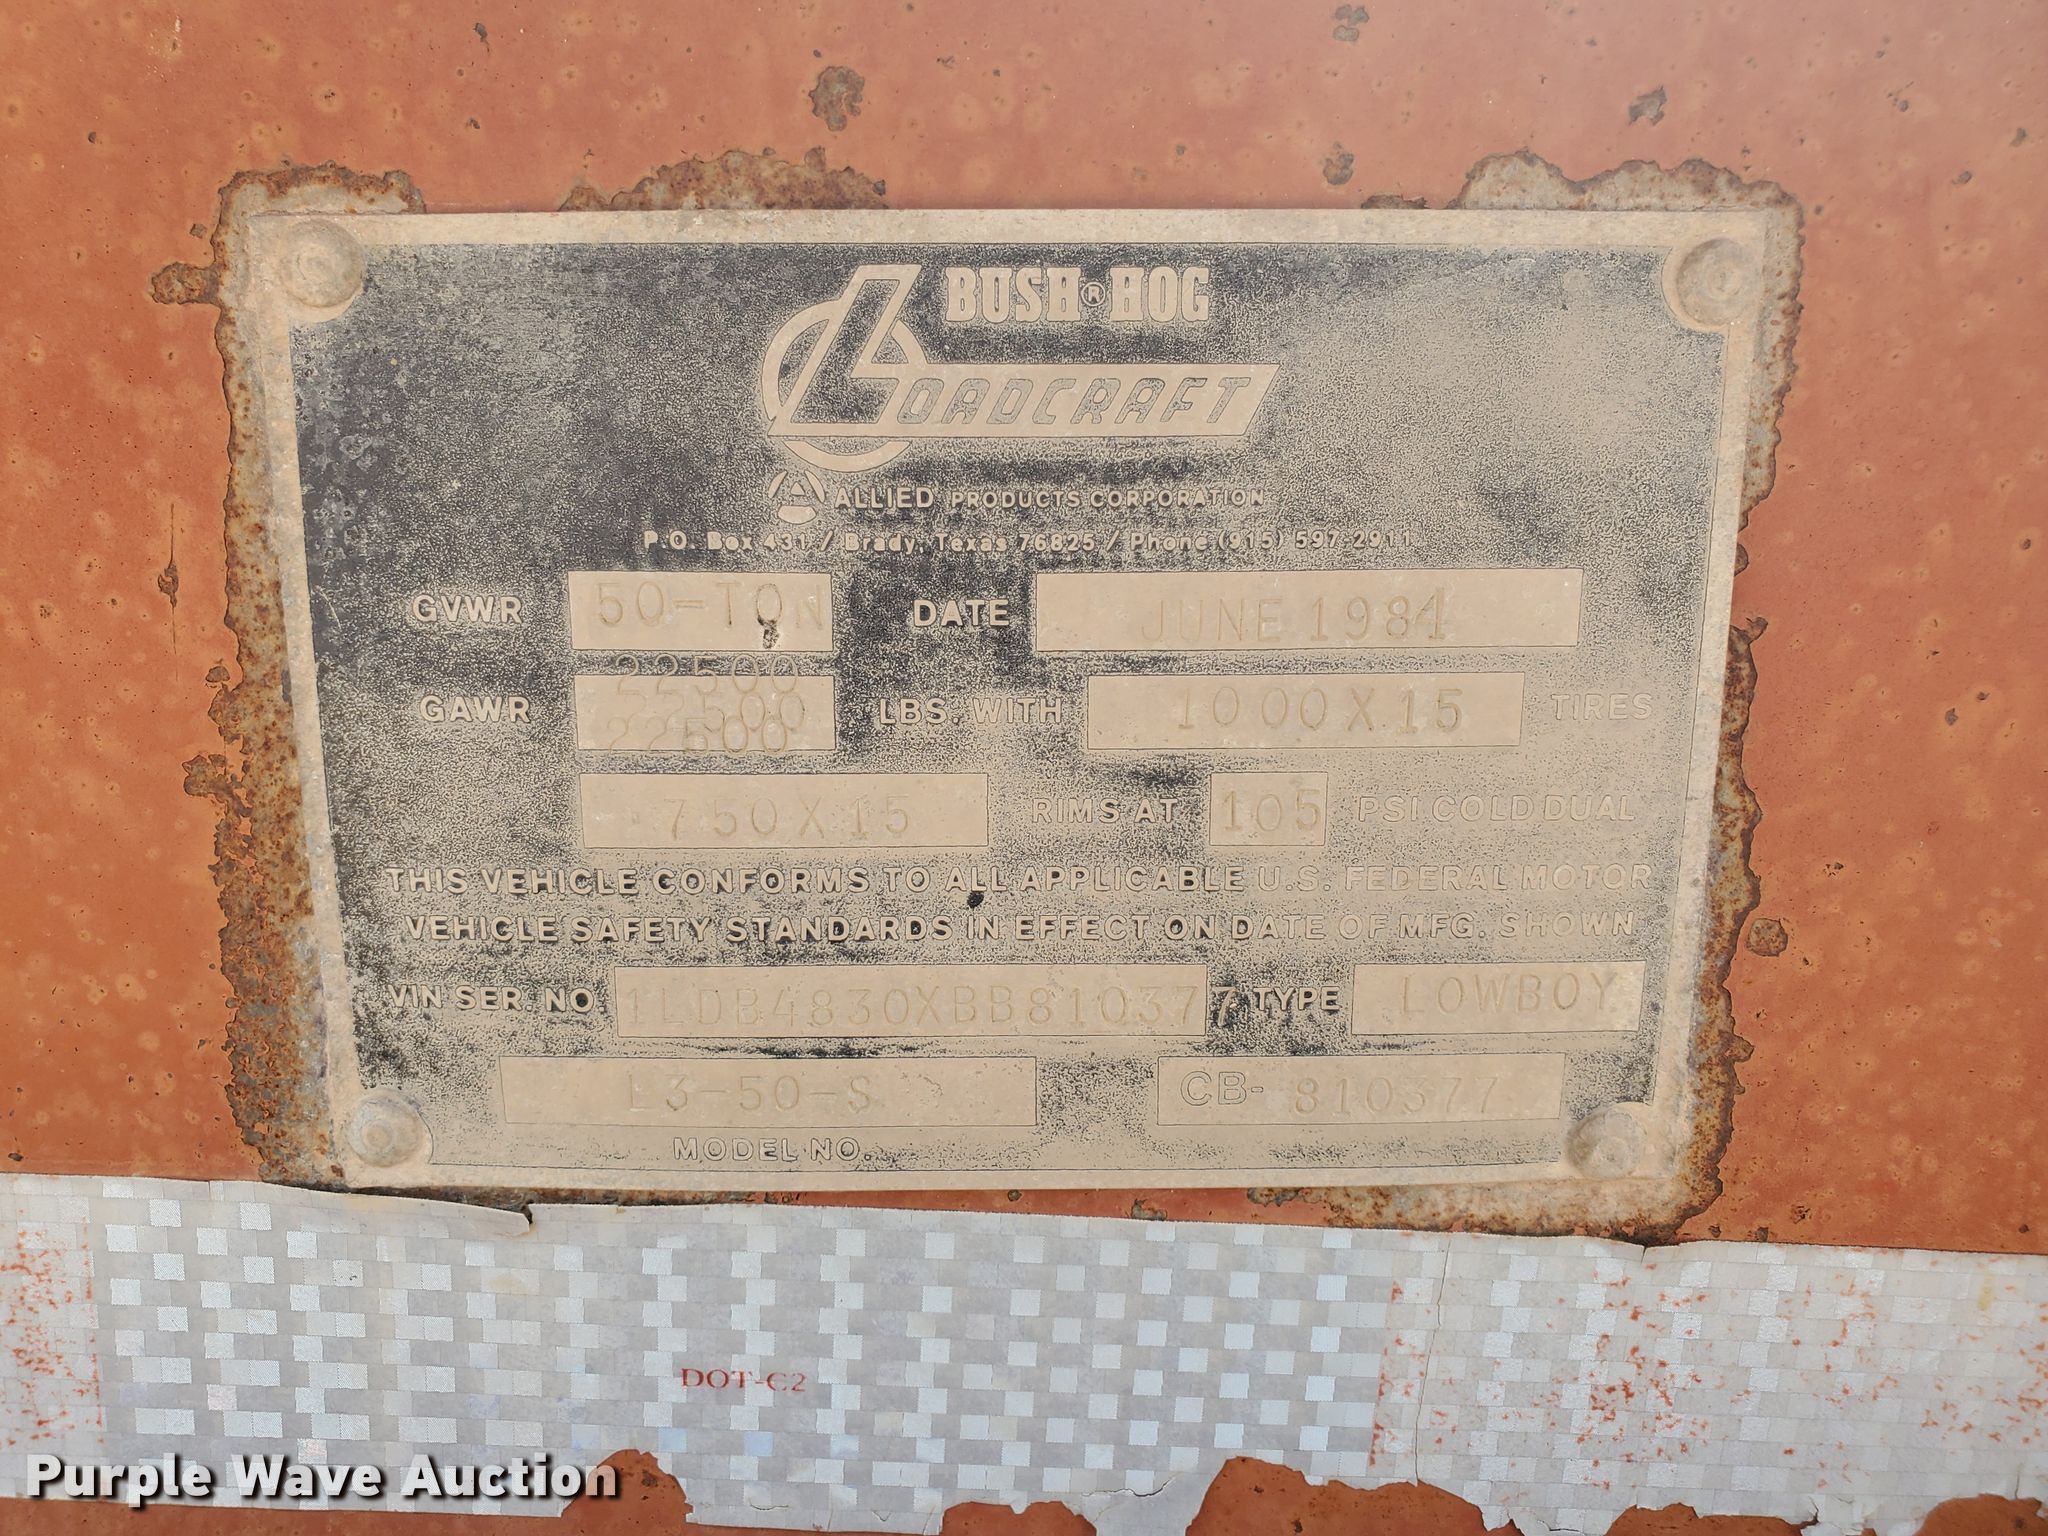 BUSH® HOG
LOADCRAFT
ALLIED PRODUCTS CORPORATION
P.O. Box 431 / Brady, Texas 76825 / Phone (915) 597-2911
GVWR 50-TON DATE JUNE 1984
22500
GAWR 22500 LBS. WITH 1000X15 TIRES
22500
750X15 RIMS AT 105 PSI COLD DUAL
THIS VEHICLE CONFORMS TO ALL APPLICABLE U.S. FEDERAL MOTOR
VEHICLE SAFETY STANDARDS IN EFFECT ON DATE OF MFG. SHOWN.
VIN SER. NO. 1LDB4830XBB810377 TYPE LOWBOY
L3-50-S CB- 810377
MODEL NO.
DOT-C2
Purple Wave Auction